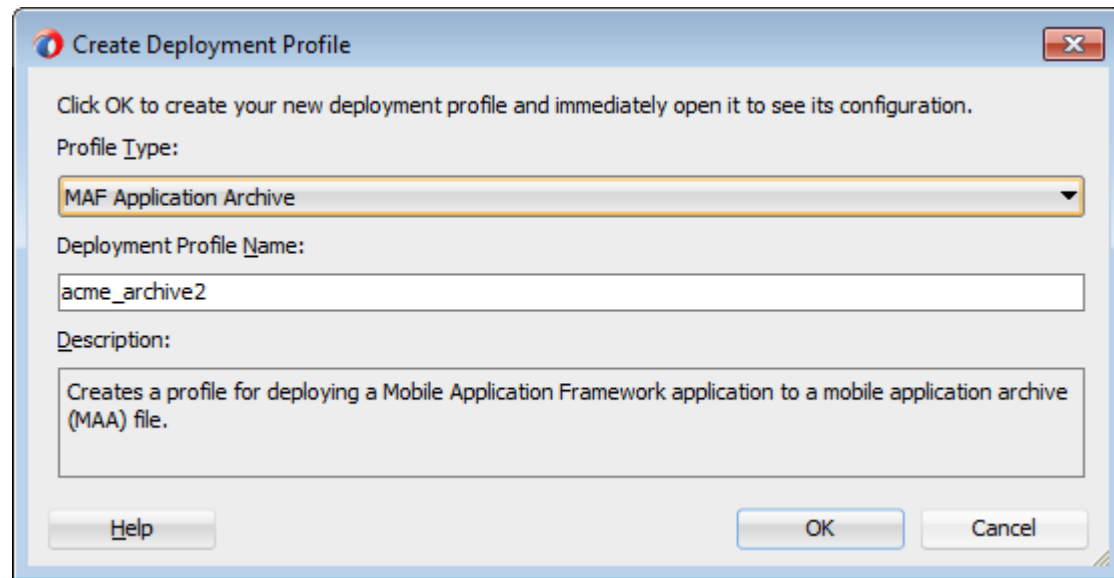 Create Deployment Profile
Click OK to create your new deployment profile and immediately open it to see its configuration.
Profile Type:
MAF Application Archive
Deployment Profile Name:
acme_archive2
Description:
Creates a profile for deploying a Mobile Application Framework application to a mobile application archive
(MAA) file.
Help
OK
Cancel